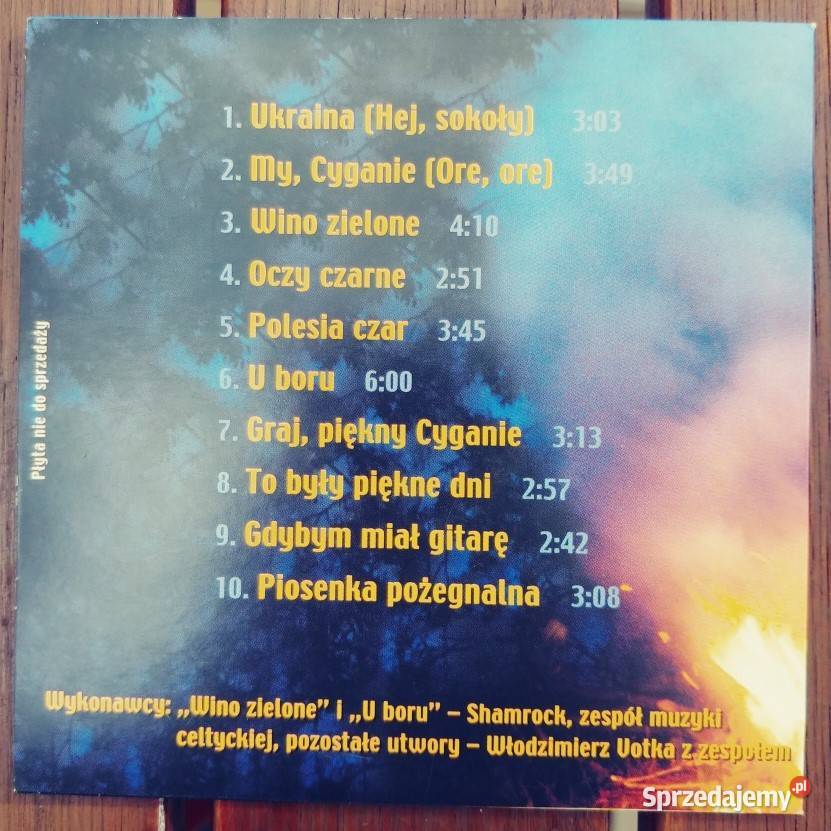 1. Ukraina (Hej, sokoły) 3:03
2. My, Cyganie (Ore, ore) 3:49
3. Wino zielone 4:10
4. Oczy czarne 2:51
5. Polesia czar 3:45
6. U boru 6:00
7. Graj, piękny Cyganie 3:13
8. To były piękne dni 2:57
9. Gdybym miał gitarę 2:42
10. Piosenka pożegnalna 3:08
Płyta nie do sprzedaży
Wykonawcy: „Wino zielone” i „U boru” – Shamrock, zespół muzyki
celtyckiej, pozostałe utwory – Włodzimierz Votka z zespołem
Sprzedajemy.pl